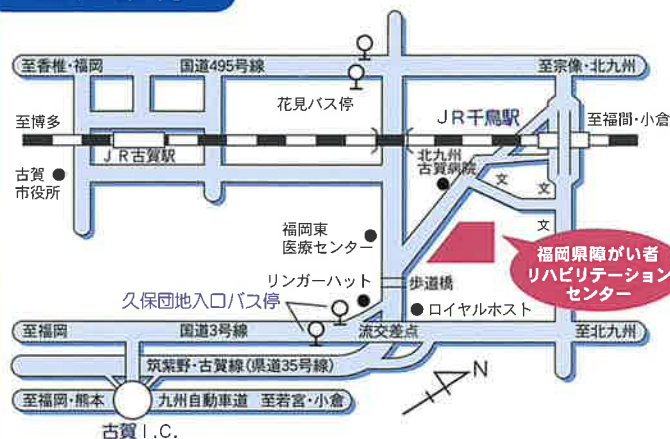 至香椎・福岡
国道495号線
至宗像・北九州
花見バス停
至博多
JR千鳥駅
至福間・小倉
JR古賀駅
北九州
古賀病院
古賀
市役所
文
文
文
福岡東
医療センター
福岡県障がい者
リハビリテーション
センター
リンガーハット
歩道橋
久保団地入口バス停
ロイヤルホスト
至福岡
国道3号線
流交差点
至北九州
筑紫野・古賀線(県道35号線)
N
至福岡・熊本
九州自動車道
至若宮・小倉
古賀I.C.